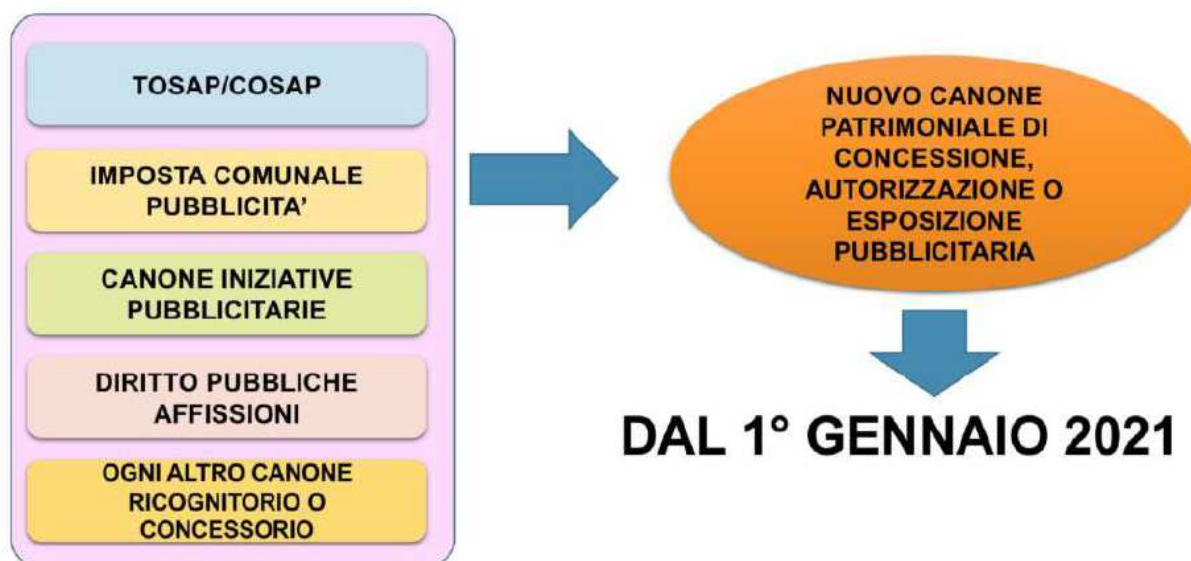 TOSAP/COSAP
IMPOSTA COMUNALE
PUBBLICITA'
CANONE INIZIATIVE
PUBBLICITARIE
DIRITTO PUBBLICHE
AFFISSIONI
OGNI ALTRO CANONE
RICOGNITORIO O
CONCESSORIO
NUOVO CANONE
PATRIMONIALE DI
CONCESSIONE,
AUTORIZZAZIONE O
ESPOSIZIONE
PUBBLICITARIA
DAL 1° GENNAIO 2021